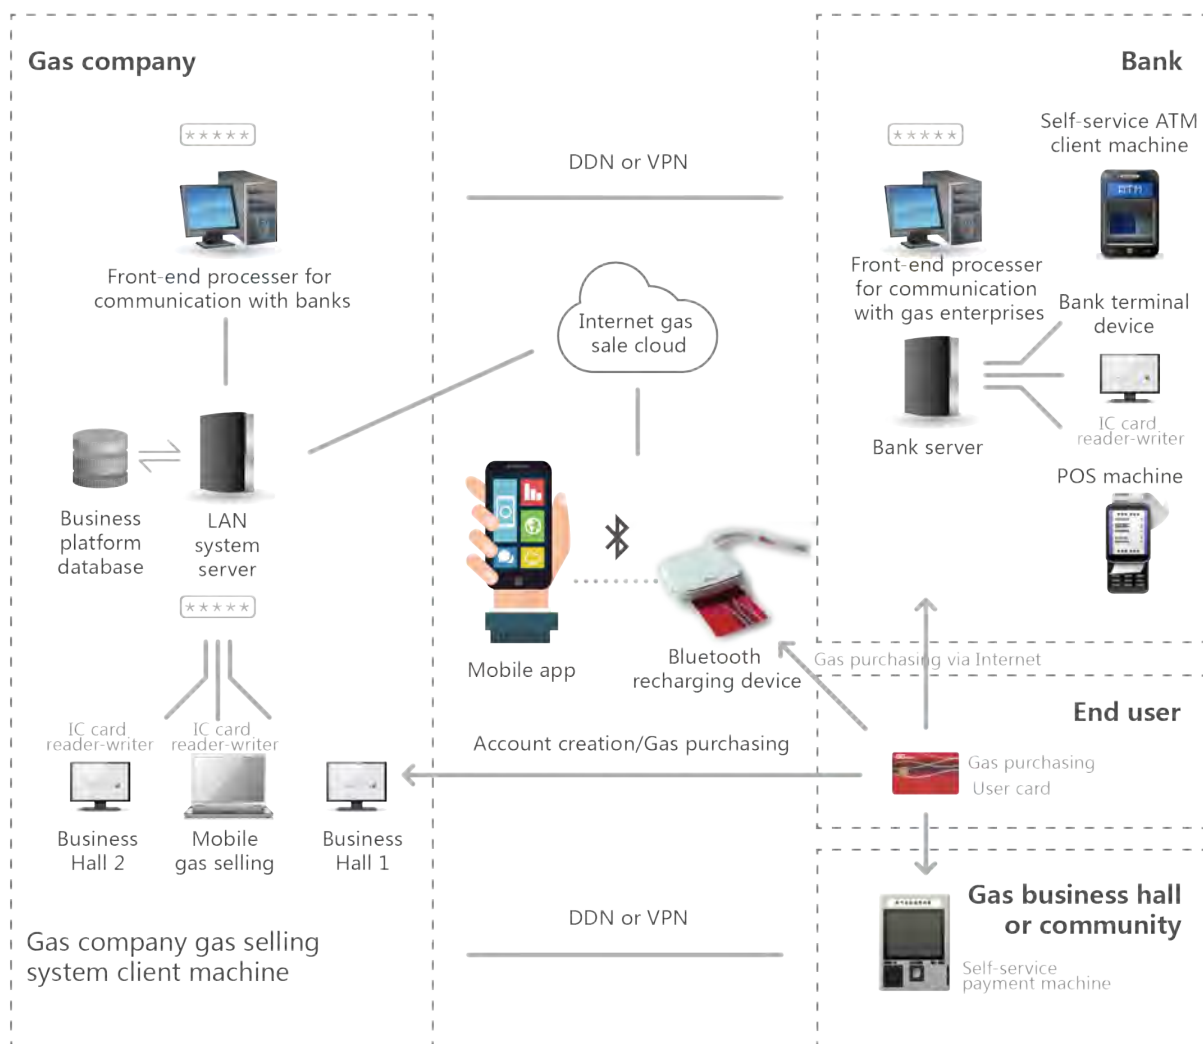 Gas company
*****
Front-end processer for
communication with banks
Business
platform
database
LAN
system
server
*****
IC card
reader-writer
IC card
reader-writer
Business
Hall 2
Mobile
gas selling
Business
Hall 1
Gas company gas selling
system client machine
DDN or VPN
Internet gas
sale cloud
Mobile app
Bluetooth
recharging device
Account creation/Gas purchasing
DDN or VPN
Bank
*****
Self-service ATM
client machine
ATM
Front-end processer
for communication
with gas enterprises
Bank terminal
device
IC card
reader-writer
Bank server
POS machine
Gas purchasing via Internet
End user
Gas purchasing
User card
Gas business hall
or community
Self-service
payment machine